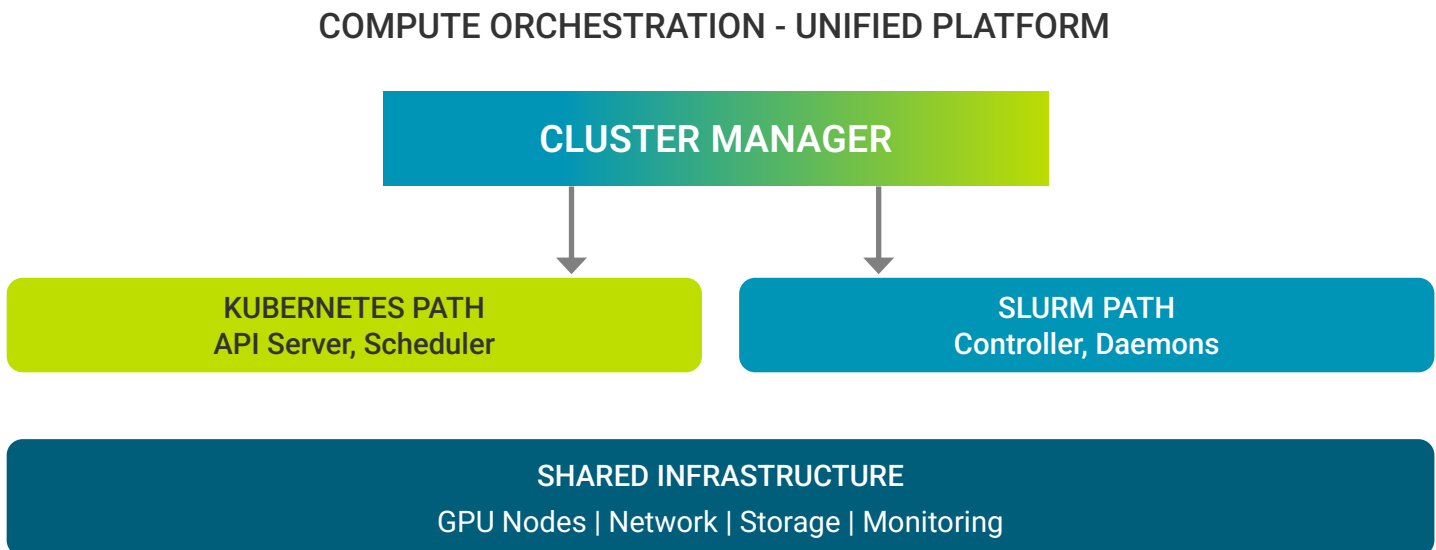 COMPUTE ORCHESTRATION - UNIFIED PLATFORM
CLUSTER MANAGER
KUBERNETES PATH
API Server, Scheduler
SLURM PATH
Controller, Daemons
SHARED INFRASTRUCTURE
GPU Nodes | Network | Storage | Monitoring